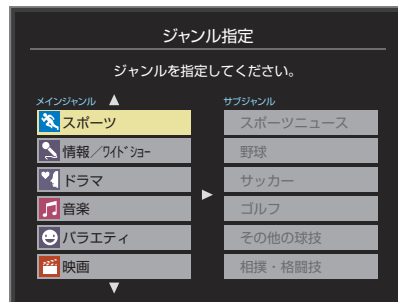 ジャンル指定
ジャンルを指定してください。
メインジャンル
スポーツ
情報／ﾜｲﾄﾞｼｮｰ
ドラマ
音楽
バラエティ
映画
サブジャンル
スポーツニュース
野球
サッカー
ゴルフ
その他の球技
相撲・格闘技